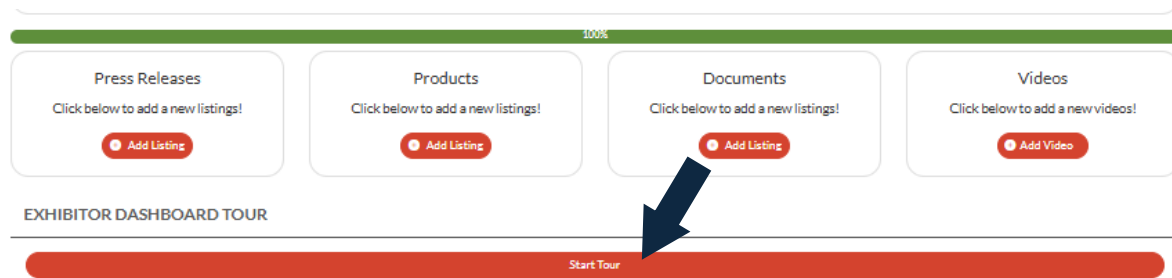 100%
Press Releases
Click below to add a new listings!
Add Listing
Products
Click below to add a new listings!
Add Listing
Documents
Click below to add a new listings!
Add Listing
Videos
Click below to add a new videos!
Add Video
EXHIBITOR DASHBOARD TOUR
Start Tour